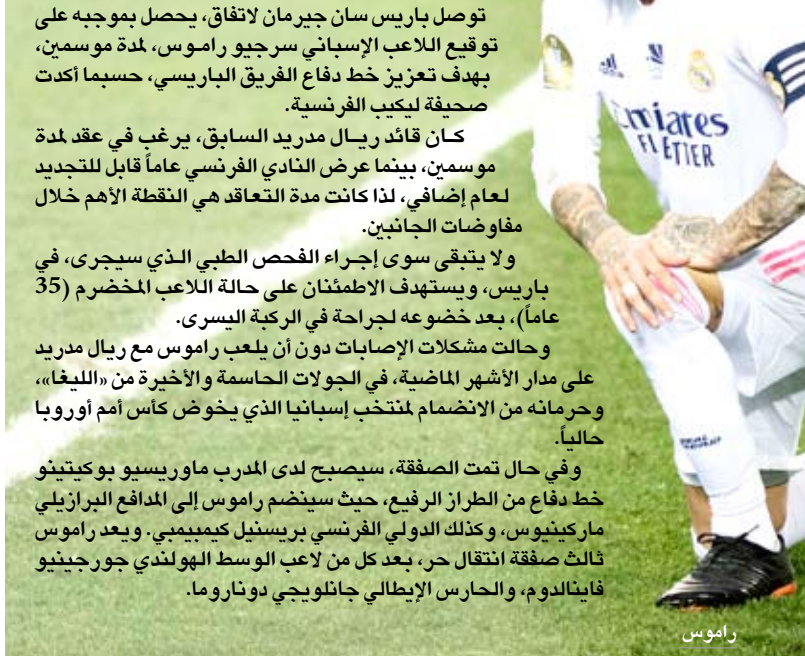 توصل باريس سان جيرمان لاتفاق، يحصل بموجبه على
توقيع اللاعب الإسباني سرجيو راموس، لمدة موسمين،
بهدف تعزيز خط دفاع الفريق الباريسي، حسبما أكدت
صحيفة ليكيب الفرنسية.
كان قائد ريال مدريد السابق، يرغب في عقد لمدة
موسمين، بينما عرض النادي الفرنسي عاماً قابل للتجديد
لعام إضافي، لذا كانت مدة التعاقد هي النقطة الأهم خلال
مفاوضات الجانبين.
ولا يتبقى سوى إجراء الفحص الطبي الذي سيجرى، في
باريس، ويستهدف الاطمئنان على حالة اللاعب المخضرم (35
عاماً)، بعد خضوعه لجراحة في الركبة اليسرى.
وحالت مشكلات الإصابات دون أن يلعب راموس مع ريال مدريد
على مدار الأشهر الماضية، في الجولات الحاسمة والأخيرة من «الليغا»،
وحرمانه من الانضمام لمنتخب إسبانيا الذي يخوض كأس أمم أوروبا
حالياً.
وفي حال تمت الصفقة، سيصبح لدى المدرب ماوريسيو بوكيتينو
خط دفاع من الطراز الرفيع، حيث سينضم راموس إلى المدافع البرازيلي
ماركينيوس، وكذلك الدولي الفرنسي بريسنيل كيمبيمبي. ويعد راموس
ثالث صفقة انتقال حر، بعد كل من لاعب الوسط الهولندي جورجينيو
فاينالدوم، والحارس الإيطالي جانلويجي دوناروما.
Emirates
FLY BETTER
راموس